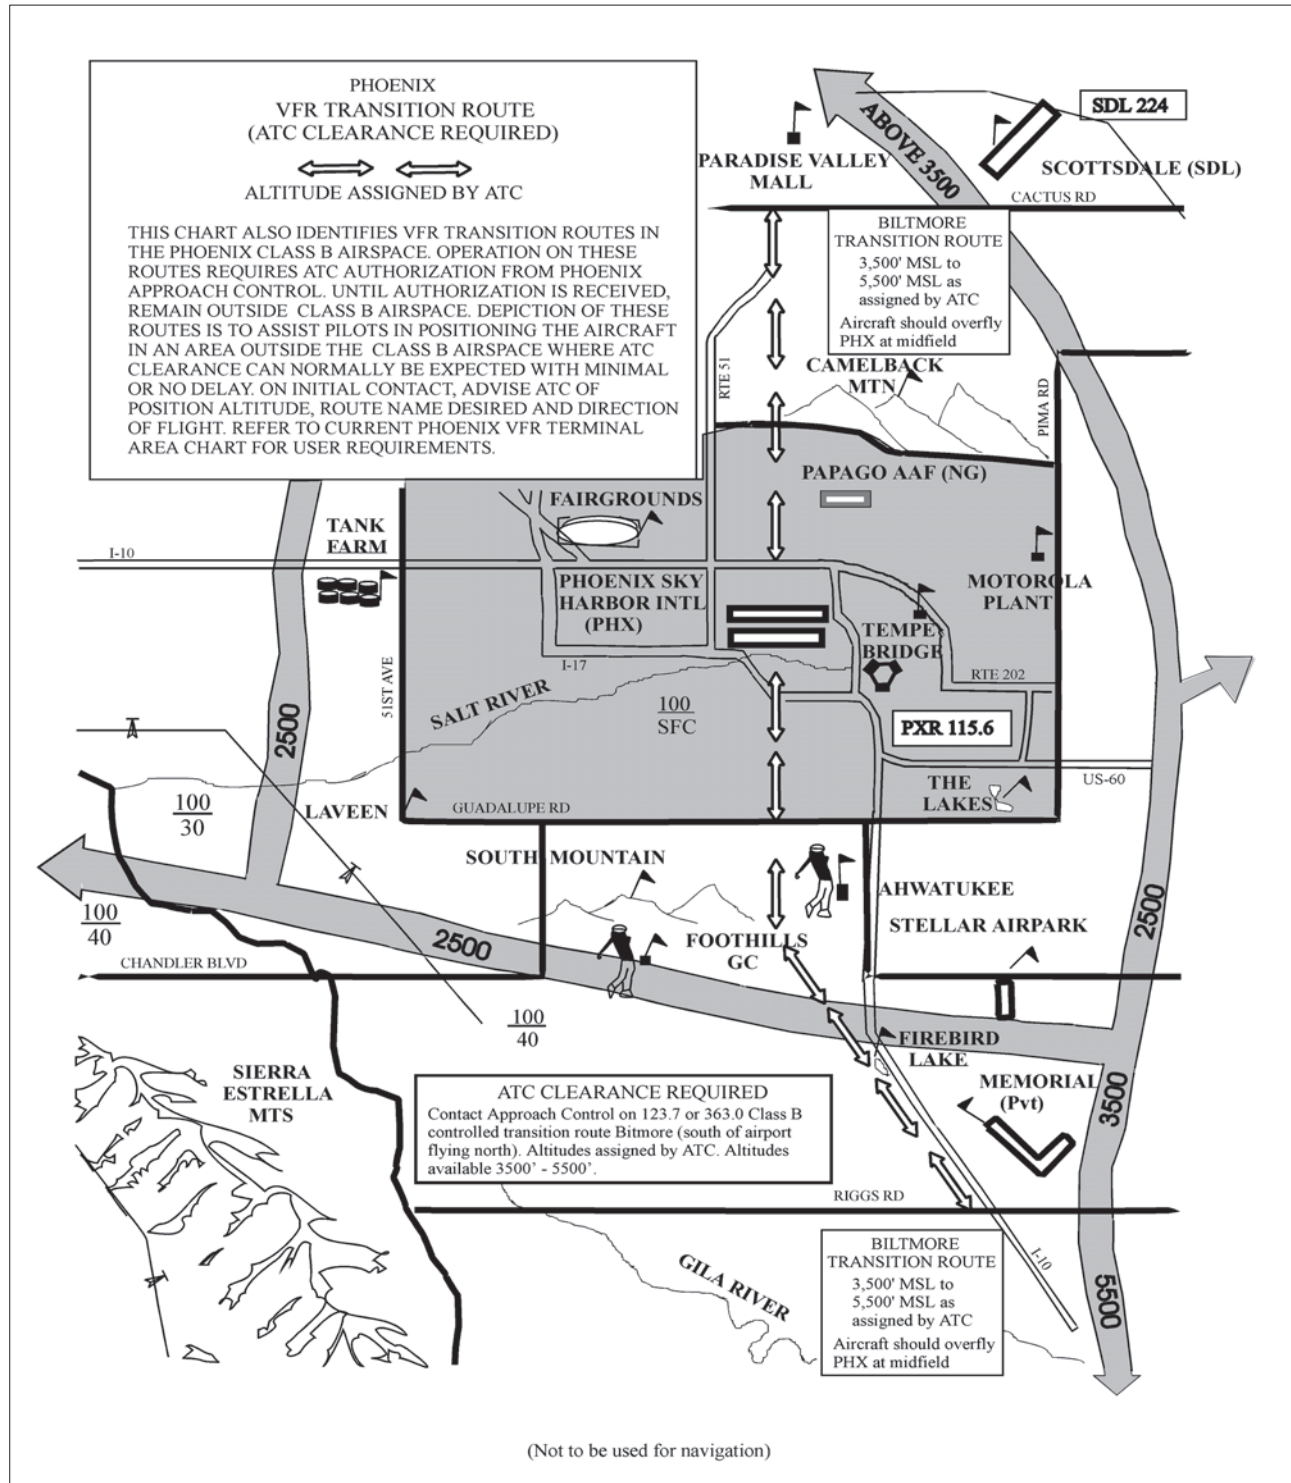 PHOENIX
VFR TRANSITION ROUTE
(ATC CLEARANCE REQUIRED)
ALTITUDE ASSIGNED BY ATC
THIS CHART ALSO IDENTIFIES VFR TRANSITION ROUTES IN
THE PHOENIX CLASS B AIRSPACE. OPERATION ON THESE
ROUTES REQUIRES ATC AUTHORIZATION FROM PHOENIX
APPROACH CONTROL. UNTIL AUTHORIZATION IS RECEIVED,
REMAIN OUTSIDE CLASS B AIRSPACE. DEPICTION OF THESE
ROUTES IS TO ASSIST PILOTS IN POSITIONING THE AIRCRAFT
IN AN AREA OUTSIDE THE CLASS B AIRSPACE WHERE ATC
CLEARANCE CAN NORMALLY BE EXPECTED WITH MINIMAL
OR NO DELAY. ON INITIAL CONTACT, ADVISE ATC OF
POSITION ALTITUDE, ROUTE NAME DESIRED AND DIRECTION
OF FLIGHT. REFER TO CURRENT PHOENIX VFR TERMINAL
AREA CHART FOR USER REQUIREMENTS.
SDL 224
ABOVE 3500
PARADISE VALLEY
MALL
SCOTTSDALE (SDL)
CACTUS RD
BILTMORE
TRANSITION ROUTE
3,500' MSL to
5,500' MSL as
assigned by ATC
Aircraft should overfly
PHX at midfield
RTE 51
CAMELBACK
MTN
PIMA RD
PAPAGO AAF (NG)
FAIRGROUNDS
TANK
FARM
I-10
PHOENIX SKY
HARBOR INTL
(PHX)
MOTOROLA
PLANT
TEMPE
BRIDGE
I-17
RTE 202
51ST AVE
SALT RIVER
100
SFC
PXR 115.6
2500
US-60
THE
LAKES
100
30
LAVEEN
GUADALUPE RD
SOUTH MOUNTAIN
AHWATUKEE
STELLAR AIRPARK
2500
100
40
2500
FOOTHILLS
GC
CHANDLER BLVD
100
40
FIREBIRD
LAKE
SIERRA
ESTRELLA
MTS
MEMORIAL
(Pvt)
3500
ATC CLEARANCE REQUIRED
Contact Approach Control on 123.7 or 363.0 Class B
controlled transition route Bitmore (south of airport
flying north). Altitudes assigned by ATC. Altitudes
available 3500' - 5500'.
RIGGS RD
GILA RIVER
I-10
BILTMORE
TRANSITION ROUTE
3,500' MSL to
5,500' MSL as
assigned by ATC
Aircraft should overfly
PHX at midfield
5500
(Not to be used for navigation)